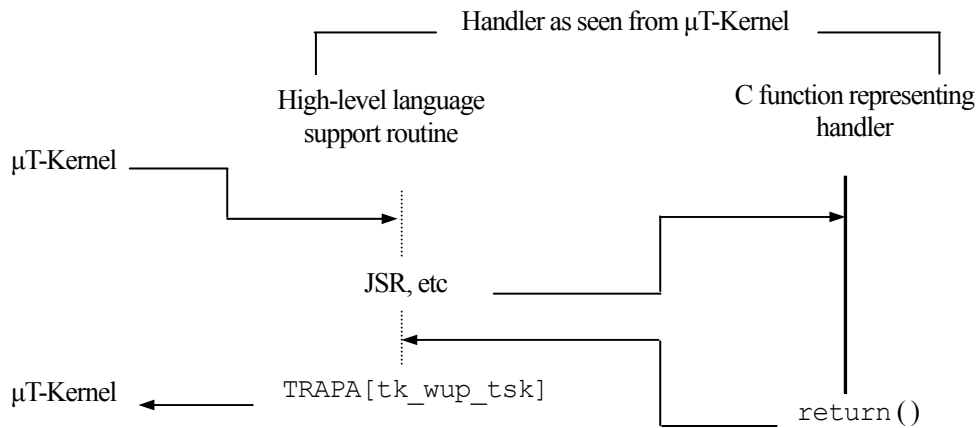 Handler as seen from μT-Kernel
High-level language
support routine
C function representing
handler
μT-Kernel
JSR, etc
μT-Kernel
TRAPA[tk_wup_tsk]
return()